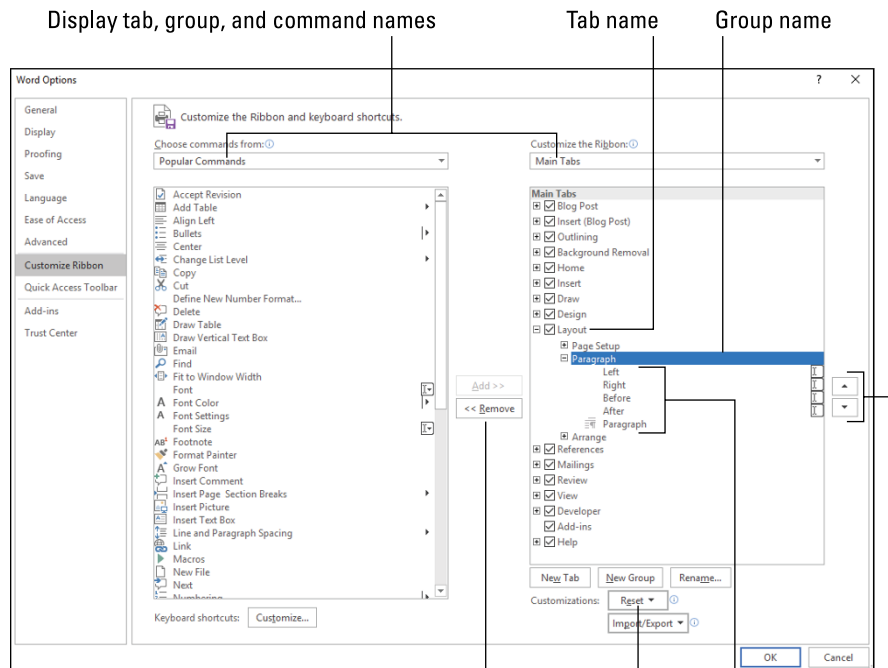 Display tab, group, and command names
Tab name
Group name
Word Options
?
General
Display
Proofing
Save
Language
Ease of Access
Advanced
Customize Ribbon
Quick Access Toolbar
Add-ins
Trust Center
Customize the Ribbon and keyboard shortcuts.
Choose commands from:
Popular Commands
Accept Revision
Add Table
Align Left
Bullets
Center
Change List Level
Copy
Cut
Define New Number Format...
Delete
Draw Table
Draw Vertical Text Box
Email
Find
Fit to Window Width
Font
Font Color
Font Settings
Font Size
Footnote
Format Painter
Grow Font
Insert Comment
Insert Page Section Breaks
Insert Picture
Insert Text Box
Line and Paragraph Spacing
Link
Macros
New File
Next
Numbering
Keyboard shortcuts: Customize...
Add >>
<< Remove
Customize the Ribbon:
Main Tabs
Main Tabs
Blog Post
Insert (Blog Post)
Outlining
Background Removal
Home
Insert
Draw
Design
Layout
Page Setup
Paragraph
Left
Right
Before
After
Paragraph
Arrange
References
Mailings
Review
View
Developer
Add-ins
Help
New Tab
New Group
Rename...
Customizations: Reset
Import/Export
OK
Cancel